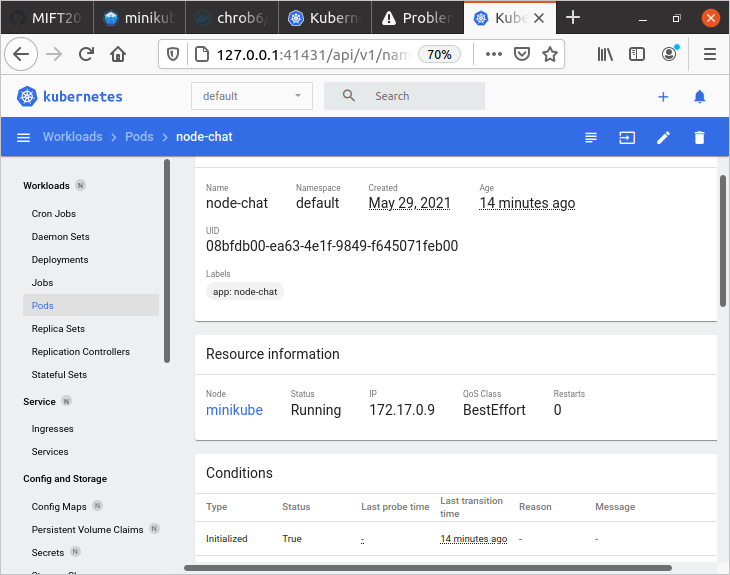 MIFT20
minikub
chrob6/
Kubern
Problem
Kube
127.0.0.1:41431/api/v1/nam
70%
kubernetes
default
Search
Workloads > Pods > node-chat
Workloads N
Cron Jobs
Daemon Sets
Deployments
Jobs
Pods
Replica Sets
Replication Controllers
Stateful Sets
Service N
Ingresses
Services
Config and Storage
Config Maps N
Persistent Volume Claims N
Secrets N
Name Namespace Created Age
node-chat default May 29, 2021 14 minutes ago
UID
08bfdb00-ea63-4e1f-9849-f645071feb00
Labels
app: node-chat
Resource information
Node Status IP QoS Class Restarts
minikube Running 172.17.0.9 BestEffort 0
Conditions
Type Status Last probe time Last transition time Reason Message
Initialized True - 14 minutes ago - -